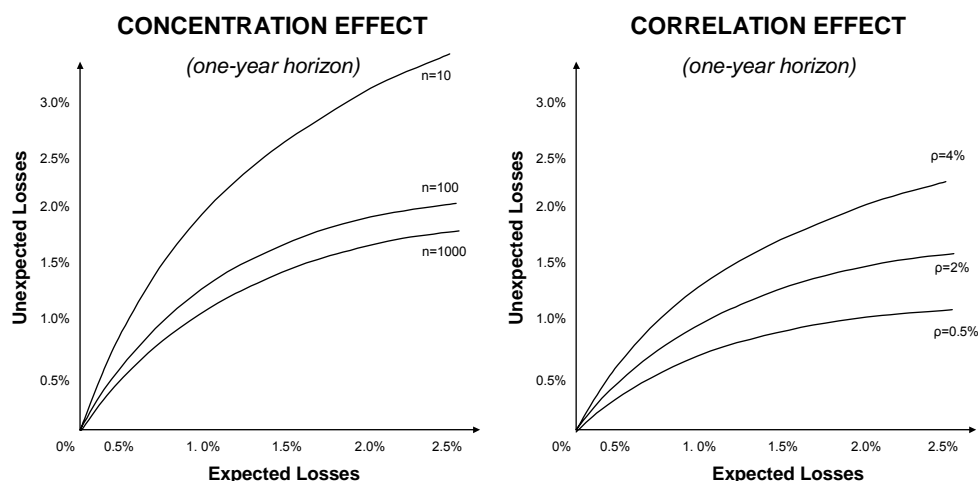 CONCENTRATION EFFECT
(one-year horizon)
n=10
n=100
n=1000
Unexpected Losses
3.0%
2.5%
2.0%
1.5%
1.0%
0.5%
0%
0.5%
1. 0%
1.5%
2.0%
2.5%
Expected Losses
CORRELATION EFFECT
(one-year horizon)
ρ=4%
ρ=2%
ρ=0.5%
Unexpected Losses
3.0%
2.5%
2.0%
1.5%
1.0%
0.5%
0%
0.5%
1. 0%
1.5%
2.0%
2.5%
Expected Losses